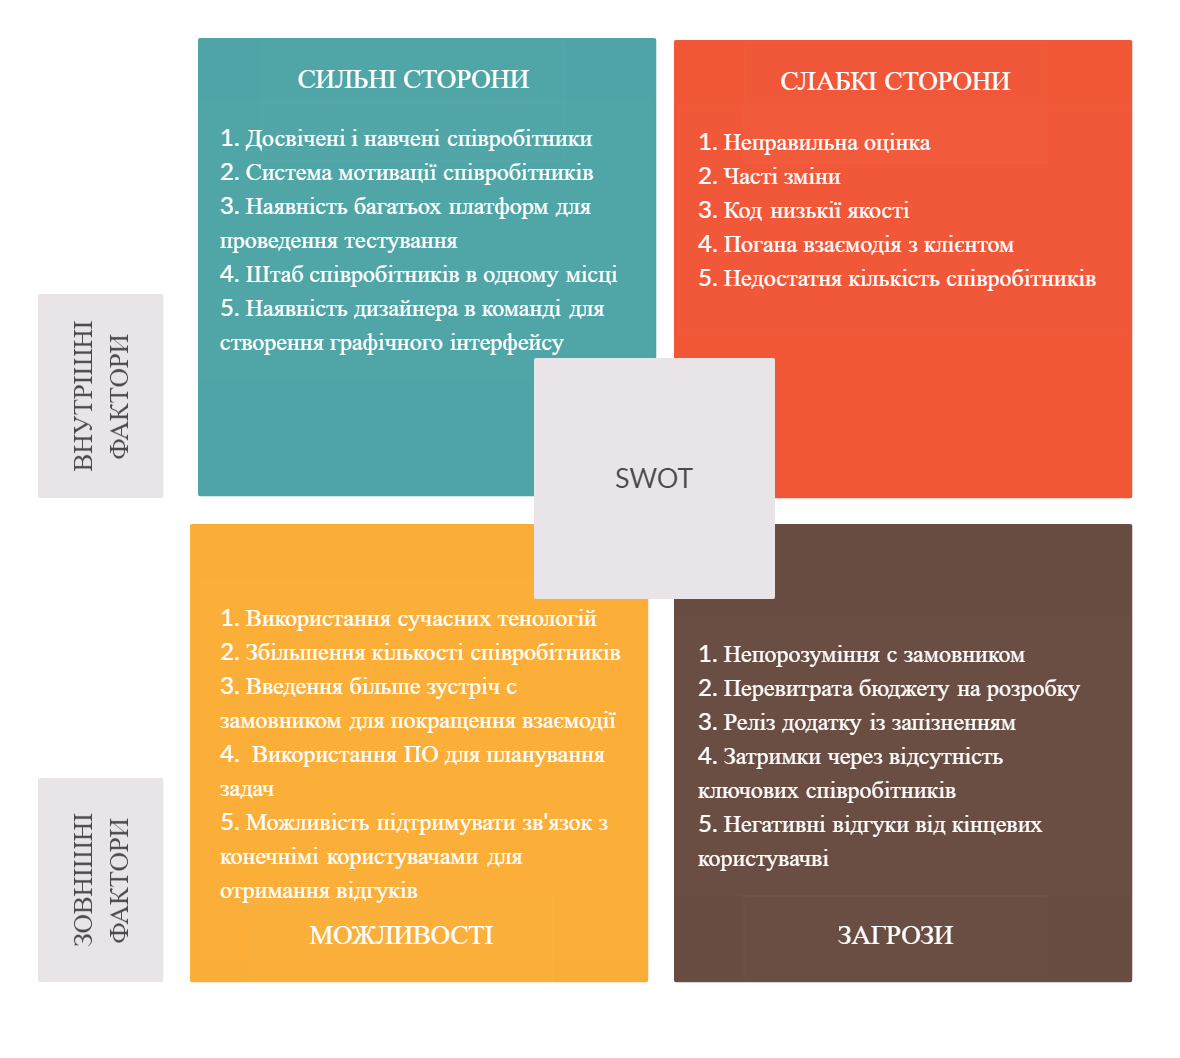 СИЛЬНІ СТОРОНИ
1. Досвічені і навчені співробітники
2. Система мотивації співробітників
3. Наявність багатьох платформ для
проведення тестування
4. Штаб співробітників в одному місці
5. Наявність дизайнера в команді для
створення графічного інтерфейсу
СЛАБКІ СТОРОНИ
1. Неправильна оцінка
2. Часті зміни
3. Код низькії якості
4. Погана взаємодія з клієнтом
5. Недостатня кількість співробітників
ВНУТРІШНІ
ФАКТОРИ
SWOT
1. Використання сучасних тенологій
2. Збільшення кількості співробітників
3. Введення більше зустріч с
замовником для покращення взаємодії
4. Використання ПО для планування
задач
5. Можливість підтримувати зв'язок з
конечнімі користувачами для
отримання відгуків
МОЖЛИВОСТІ
1. Непорозуміння с замовником
2. Перевитрата бюджету на розробку
3. Реліз додатку із запізненням
4. Затримки через відсутність
ключових співробітників
5. Негативні відгуки від кінцевих
користувачві
ЗАГРОЗИ
ЗОВНІШНІ
ФАКТОРИ